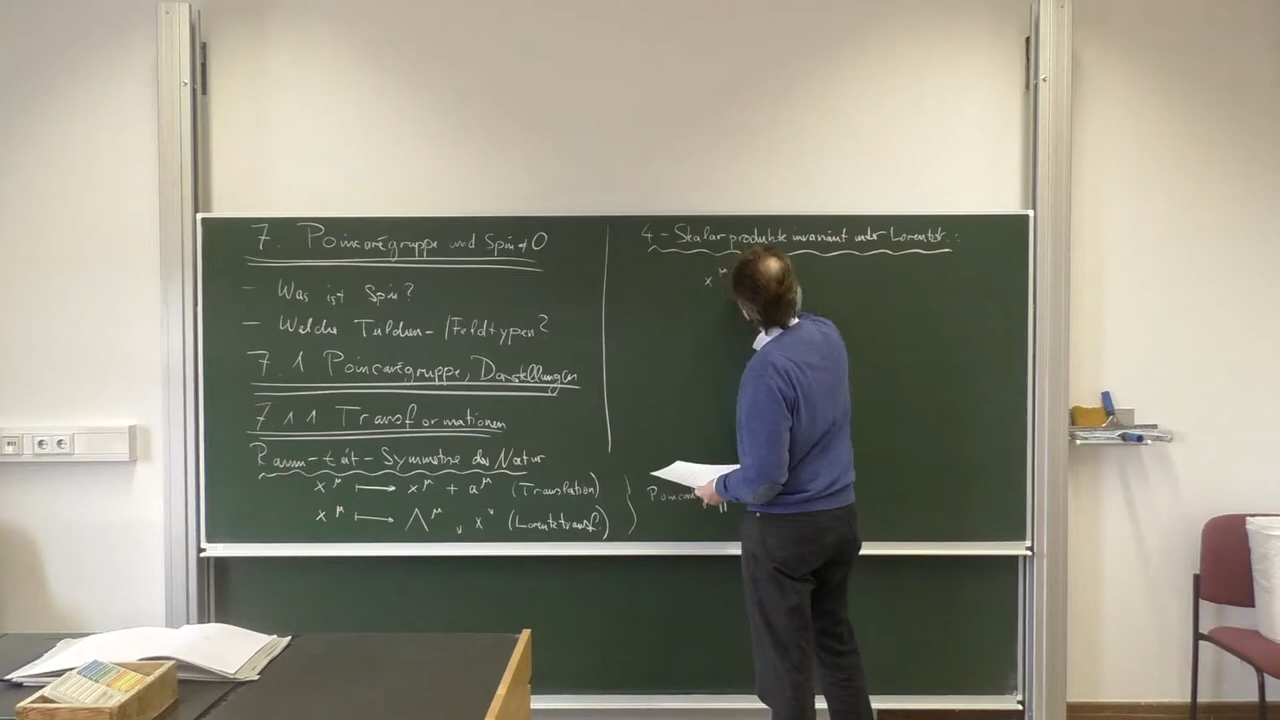 7. Poincarégruppe und Spin ≠ 0
– Was ist Spin?
– Welche Teilchen-/Feldtypen?
7.1 Poincarégruppe, Darstellungen
7.1.1 Transformationen
Raum-Zeit-Symmetrie der Natur
x^μ ⟼ x^μ + a^μ (Translation)
x^μ ⟼ Λ^μ_ν x^ν (Lorentztransf.)
4-Skalarprodukte invariant unter Lorentztr.:
x^μ